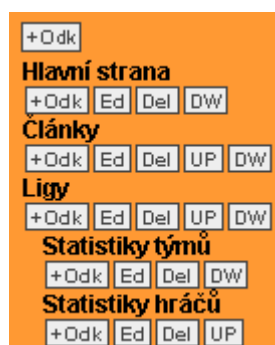 +Odk
Hlavní strana
+Odk Ed Del DW
Články
+Odk Ed Del UP DW
Ligy
+Odk Ed Del UP DW
Statistiky týmů
+Odk Ed Del DW
Statistiky hráčů
+Odk Ed Del UP